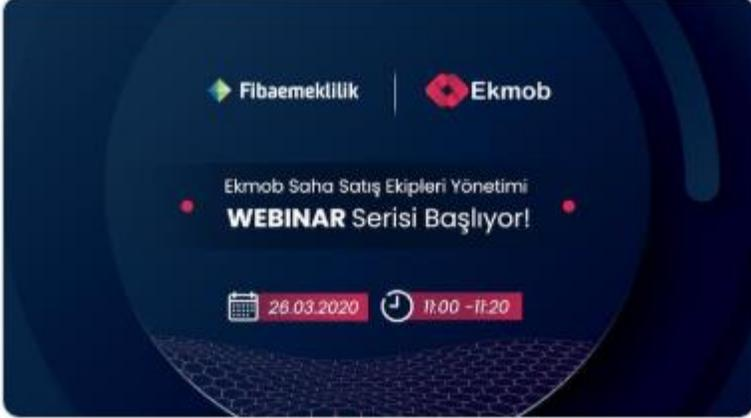 Fibaemeklilik | Ekmob
Ekmob Saha Satış Ekipleri Yönetimi
WEBINAR Serisi Başlıyor!
26.03.2020 11:00 -11:20